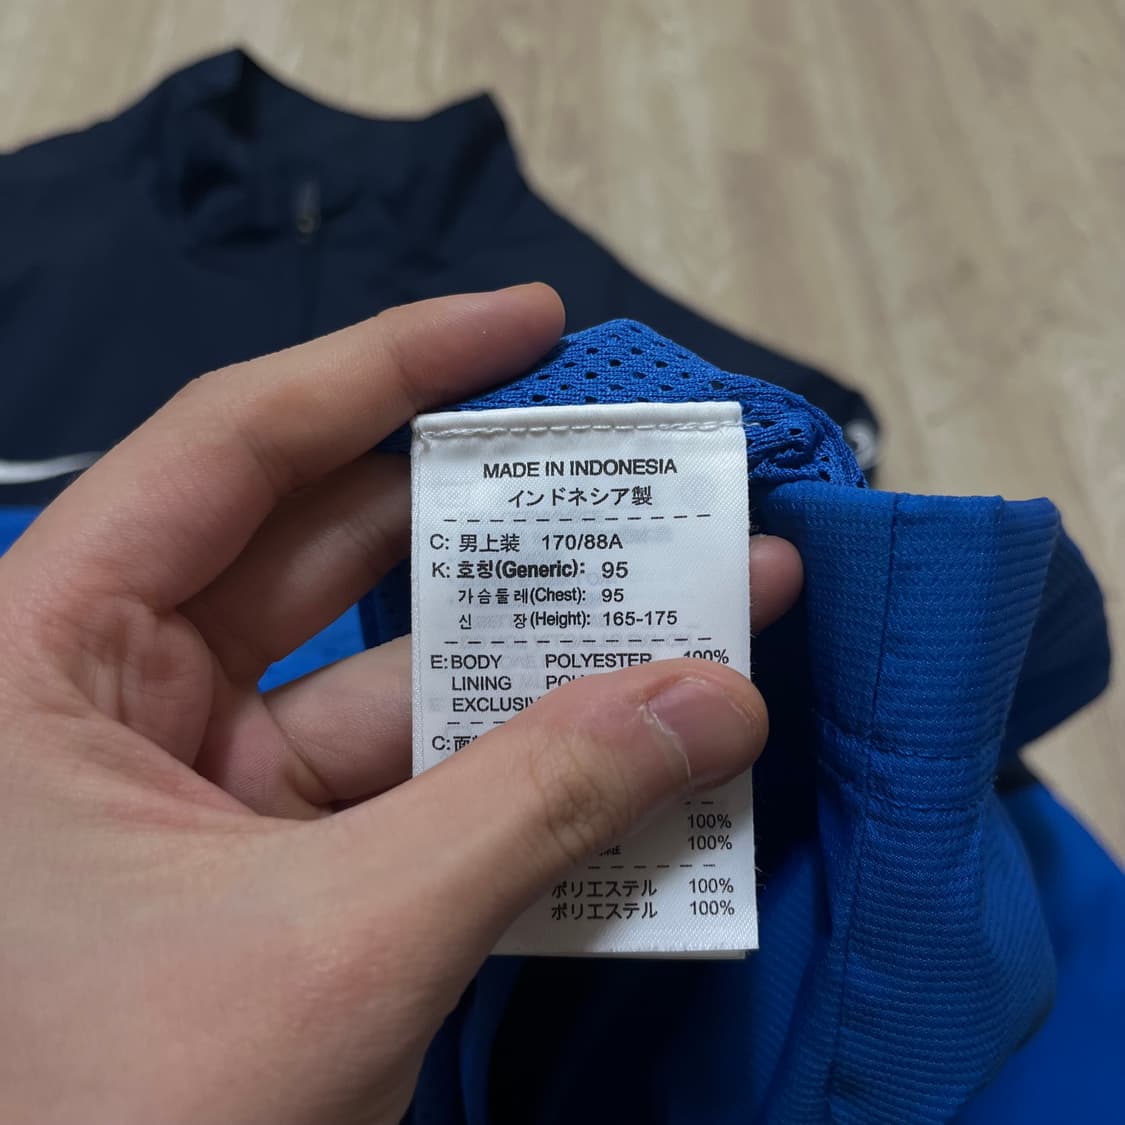 MADE IN INDONESIA
インドネシア製
C: 男上装 170/88A
K: 호칭(Generic): 95
가슴둘레(Chest): 95
신 장(Height): 165-175
E: BODY POLYESTER 100%
LINING
C:
100%
100%
ポリエステル 100%
ポリエステル 100%